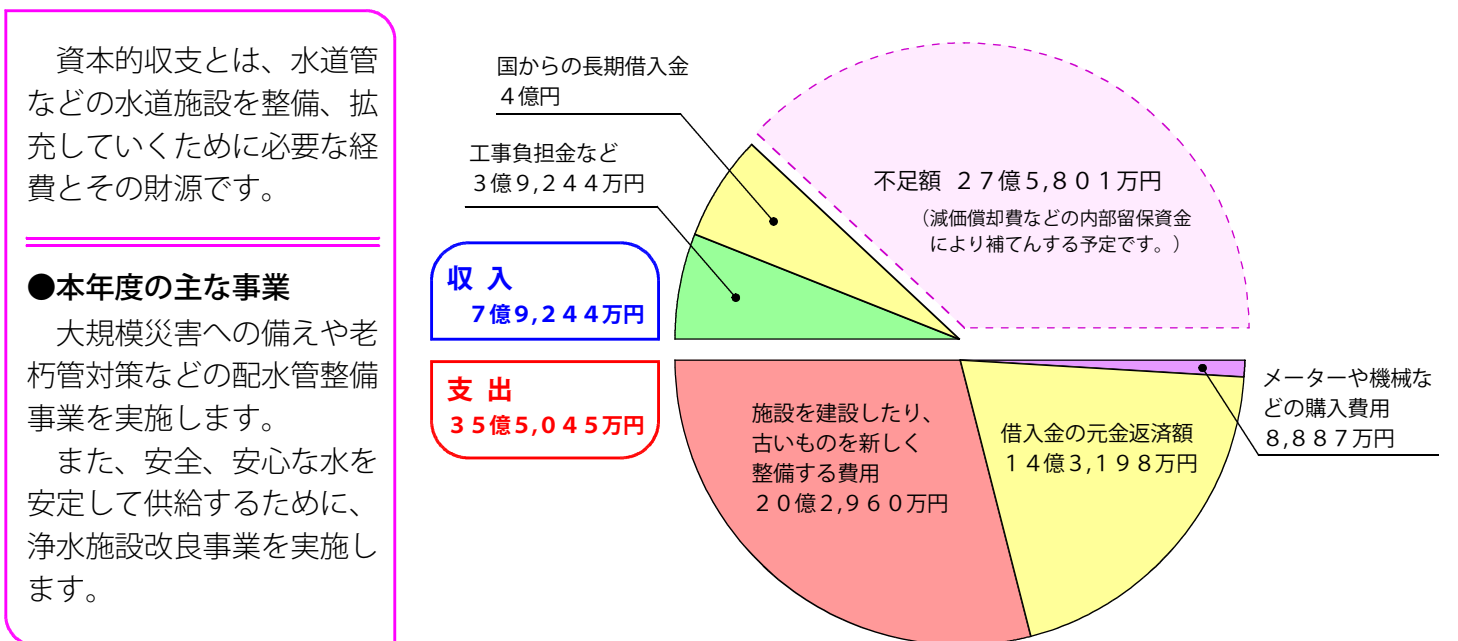 資本的収支とは、水道管
などの水道施設を整備、拡
充していくために必要な経
費とその財源です。
●本年度の主な事業
　大規模災害への備えや老
朽管対策などの配水管整備
事業を実施します。
　また、安全、安心な水を
安定して供給するために、
浄水施設改良事業を実施し
ます。
国からの長期借入金
４億円
工事負担金など
３億９,２４４万円
収 入
７億９,２４４万円
不足額 ２７億５,８０１万円
（減価償却費などの内部留保資金
により補てんする予定です。）
支 出
３５億５,０４５万円
施設を建設したり、
古いものを新しく
整備する費用
２０億２,９６０万円
借入金の元金返済額
１４億３,１９８万円
メーターや機械な
どの購入費用
８,８８７万円